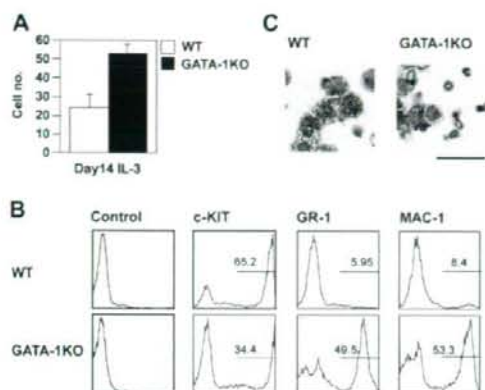 A
C
60
50
40
30
20
10
0
Cell no.
WT
GATA-1KO
Day14 IL-3
WT GATA-1KO
B
Control c-KIT GR-1 MAC-1
WT
65.2 5.95 8.4
GATA-1KO
34.4 49.5 53.3